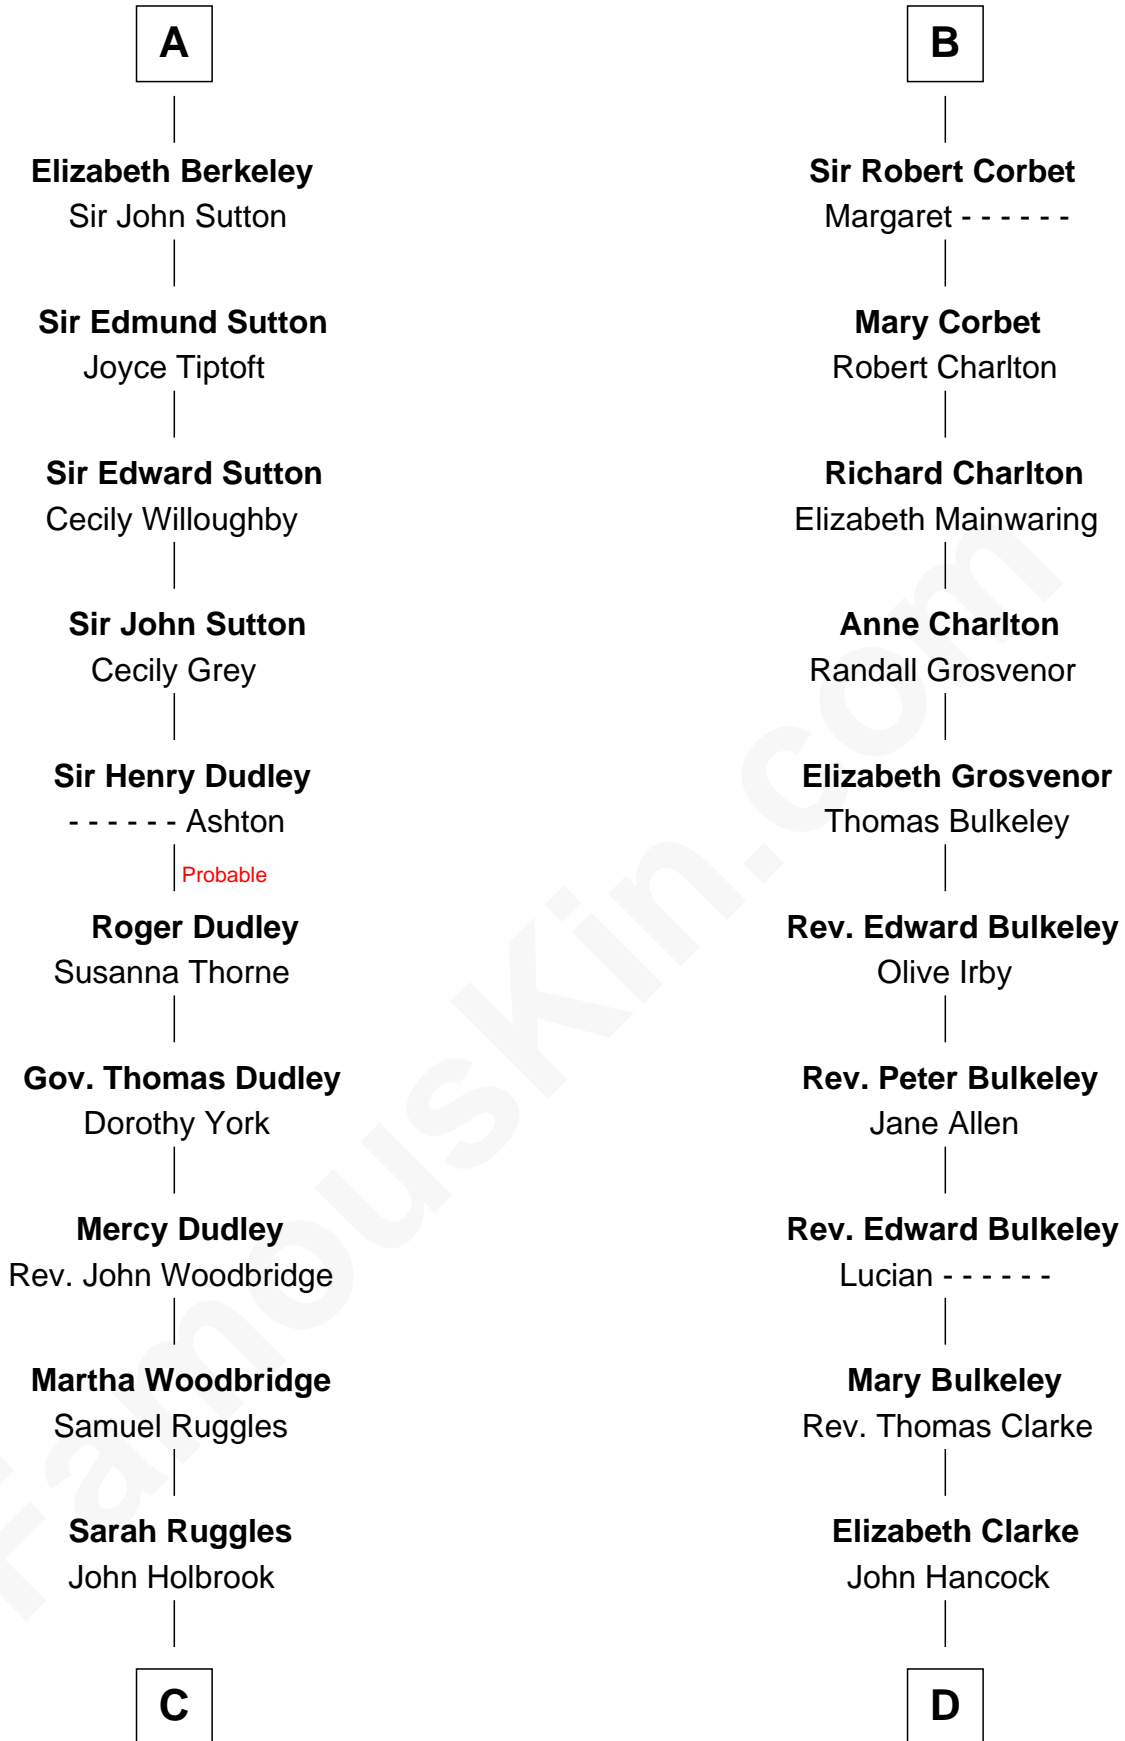 A
Elizabeth Berkeley
Sir John Sutton
Sir Edmund Sutton
Joyce Tiptoft
Sir Edward Sutton
Cecily Willoughby
Sir John Sutton
Cecily Grey
Sir Henry Dudley
- - - - - - Ashton
Probable
Roger Dudley
Susanna Thorne
Gov. Thomas Dudley
Dorothy York
Mercy Dudley
Rev. John Woodbridge
Martha Woodbridge
Samuel Ruggles
Sarah Ruggles
John Holbrook
C
B
Sir Robert Corbet
Margaret - - - - - -
Mary Corbet
Robert Charlton
Richard Charlton
Elizabeth Mainwaring
Anne Charlton
Randall Grosvenor
Elizabeth Grosvenor
Thomas Bulkeley
Rev. Edward Bulkeley
Olive Irby
Rev. Peter Bulkeley
Jane Allen
Rev. Edward Bulkeley
Lucian - - - - - -
Mary Bulkeley
Rev. Thomas Clarke
Elizabeth Clarke
John Hancock
D
FamousKin.com